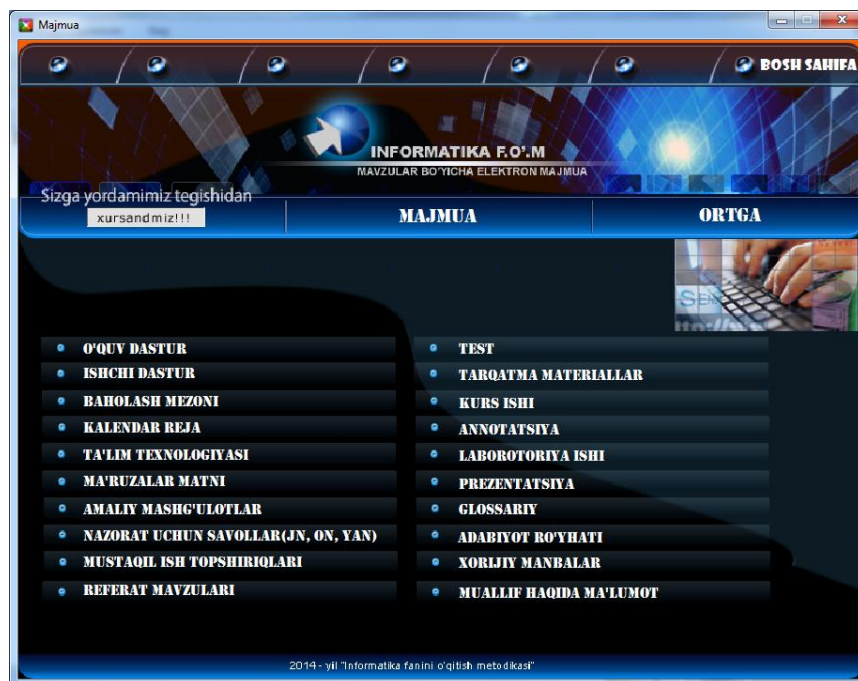 Majmua
BOSH SAHIFA
INFORMATIKA F.O'.M
MAVZULAR BO'YICHA ELEKTRON MAJMUA
Sizga yordamimiz tegishidan
xursandmiz!!!
MAJMUA
ORTGA
O'QUV DASTUR
ISHCHI DASTUR
BAHOLASH MEZONI
KALENDAR REJA
TA'LIM TEXNOLOGIYASI
MA'RUZALAR MATNI
AMALIY MASHG'ULOTLAR
NAZORAT UCHUN SAVOLLAR(JN, ON, YAN)
MUSTAQIL ISH TOPSHIRIQLARI
REFERAT MAVZULARI
TEST
TARQATMA MATERIALLAR
KURS ISHI
ANNOTATSIYA
LABOROTORIYA ISHI
PREZENTATSIYA
GLOSSARIY
ADABIYOT RO'YHATI
XORIJIY MANBALAR
MUALLIF HAQIDA MA'LUMOT
2014 - yil "Informatika fanini o'qitish metodikasi"